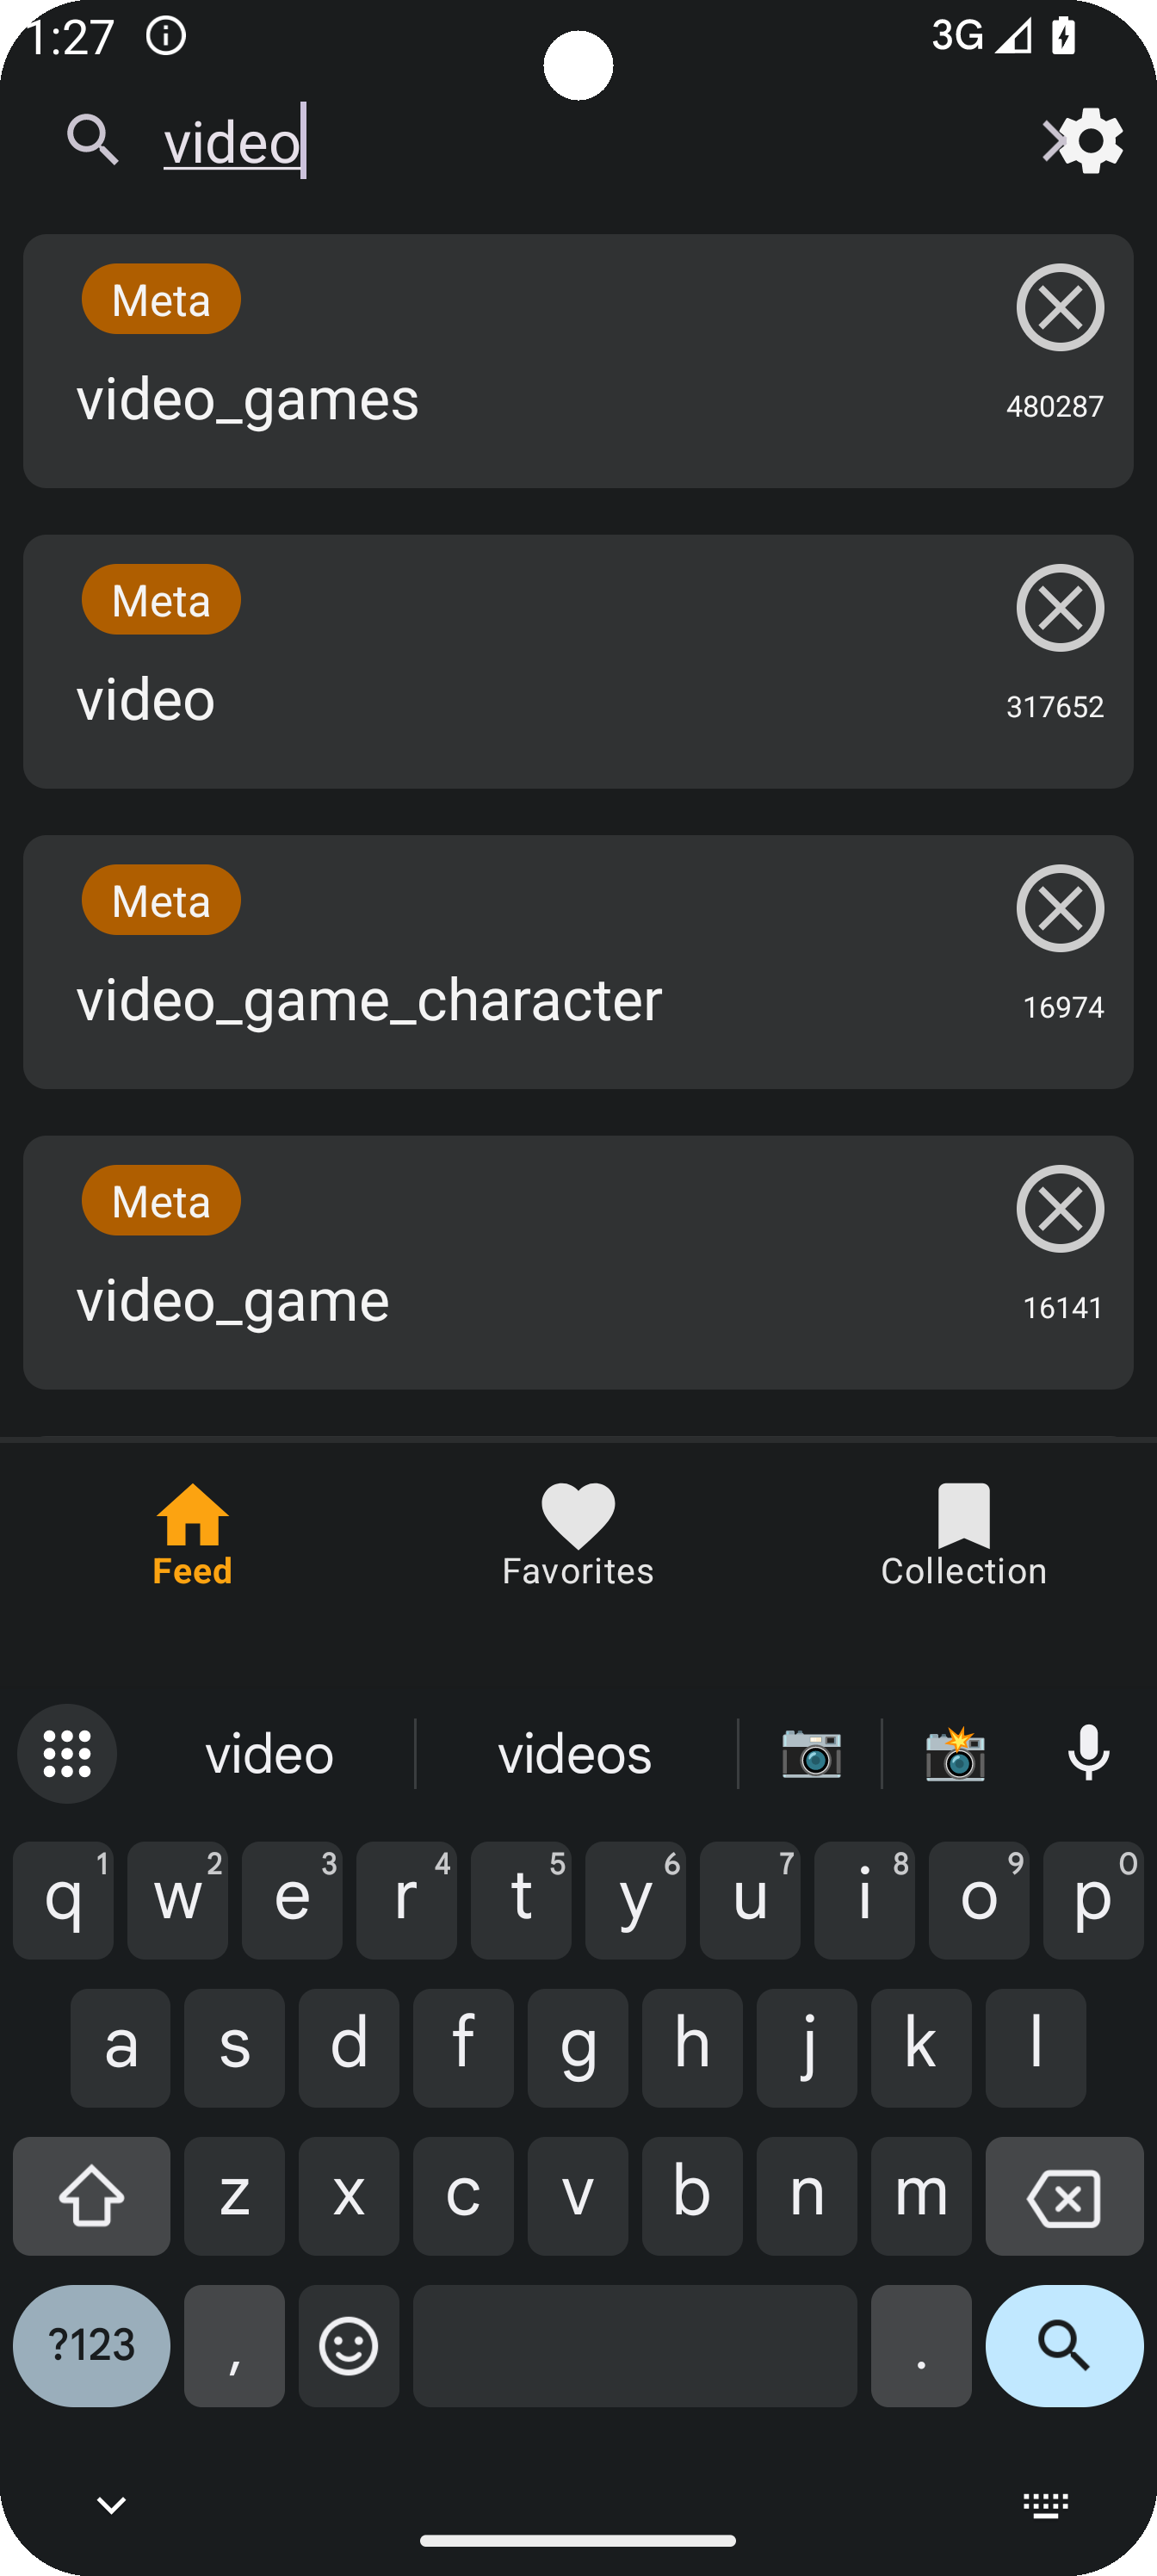 1:27 3G
video
Meta
video_games 480287
Meta
video 317652
Meta
video_game_character 16974
Meta
video_game 16141
Feed Favorites Collection
video videos
q 1 w 2 e 3 r 4 t 5 y 6 u 7 i 8 o 9 p 0
a s d f g h j k l
z x c v b n m
?123 , .